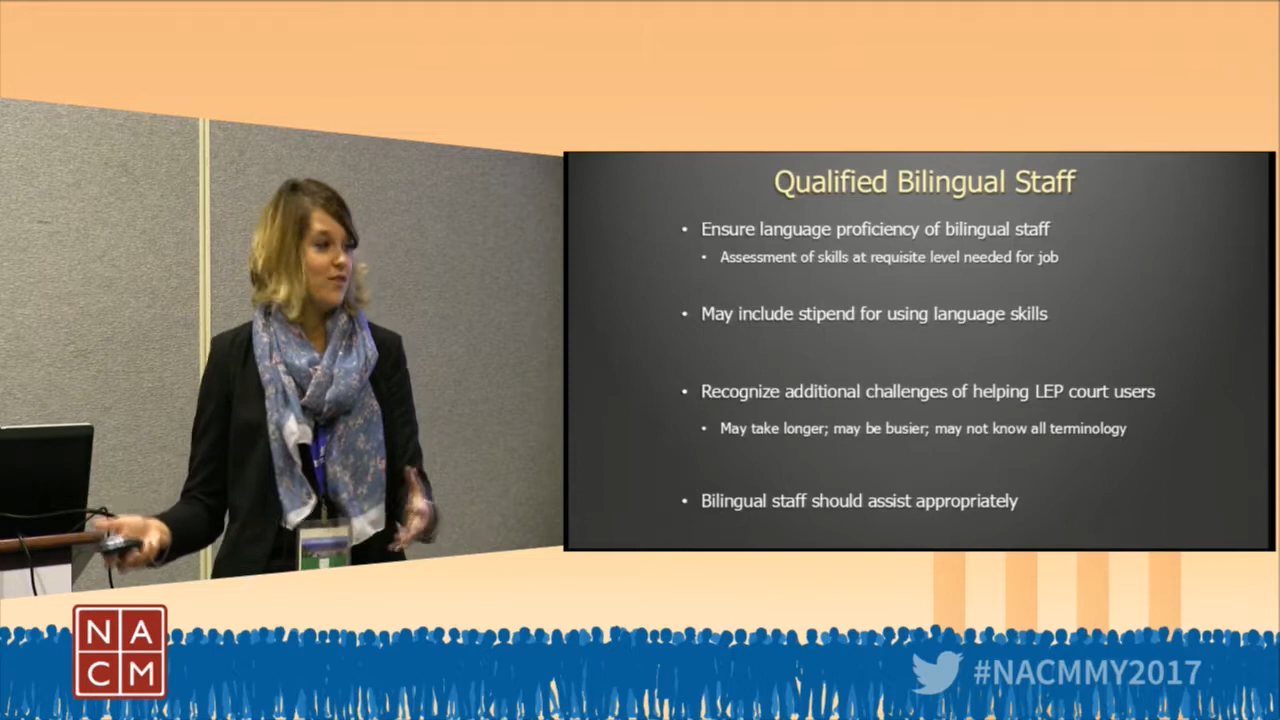 Qualified Bilingual Staff
• Ensure language proficiency of bilingual staff
• Assessment of skills at requisite level needed for job
• May include stipend for using language skills
• Recognize additional challenges of helping LEP court users
• May take longer; may be busier; may not know all terminology
• Bilingual staff should assist appropriately
N A
C M
#NACMMY2017